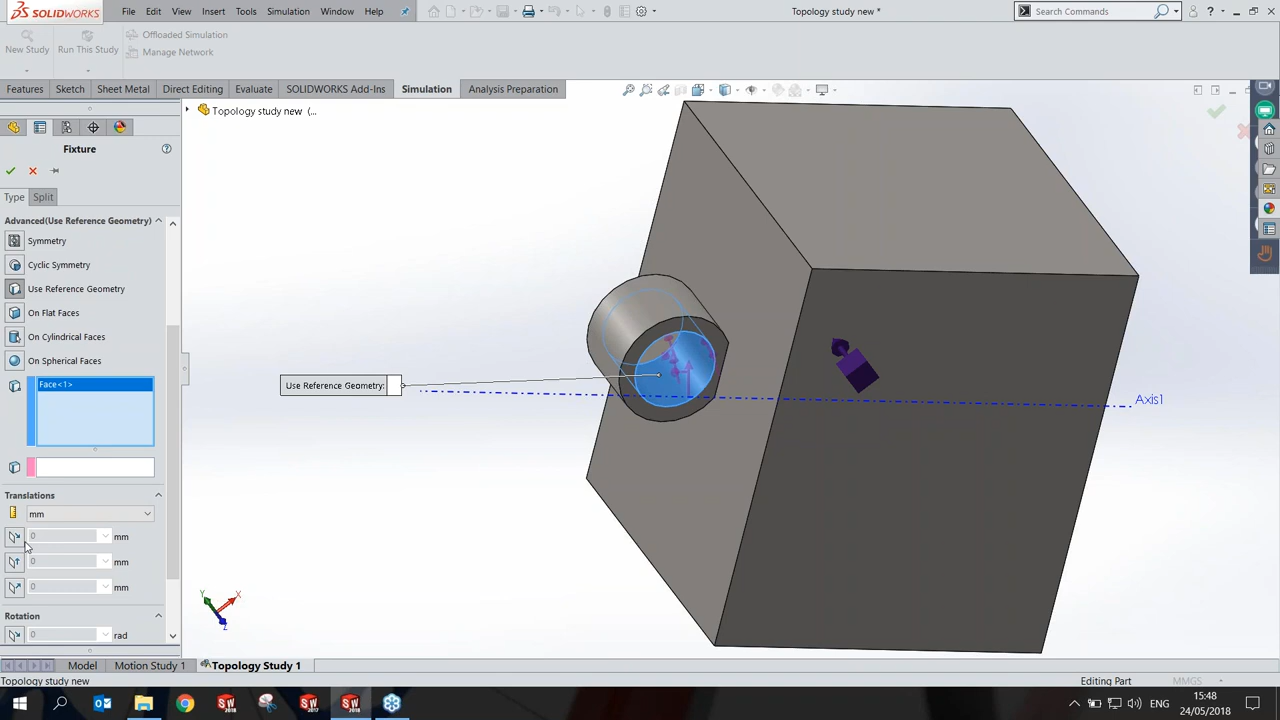 SOLIDWORKS File Edit View Insert Tools Simulation Window Help Topology study new * Search Commands ?
New Study Run This Study Offloaded Simulation
Manage Network
Features Sketch Sheet Metal Direct Editing Evaluate SOLIDWORKS Add-Ins Simulation Analysis Preparation
Topology study new (...
Fixture
Type Split
Advanced(Use Reference Geometry)
Symmetry
Cyclic Symmetry
Use Reference Geometry
On Flat Faces
On Cylindrical Faces
On Spherical Faces
Face<1>
Use Reference Geometry:
Axis1
Translations
mm
0 mm
0 mm
0 mm
Rotation
0 rad
Y X Z
Model Motion Study 1 Topology Study 1
Topology study new Editing Part MMGS
2018 2017 2018
ENG
15:48
24/05/2018